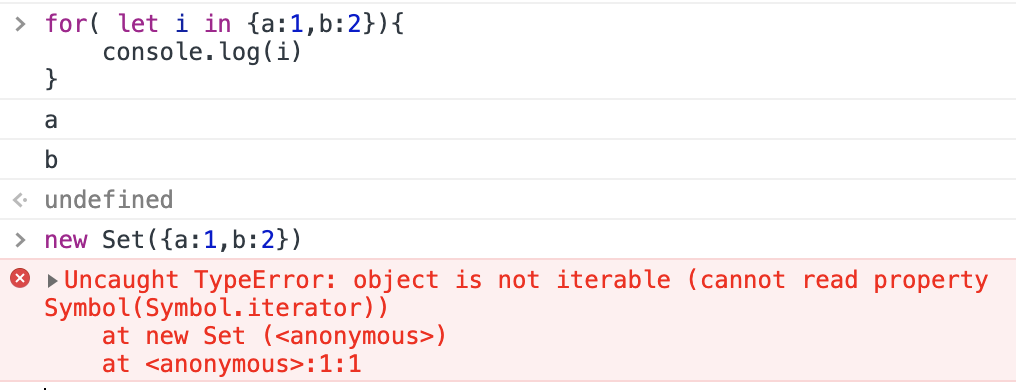 > for( let i in {a:1,b:2}){
console.log(i)
}
a
b
undefined
> new Set({a:1,b:2})
Uncaught TypeError: object is not iterable (cannot read property
Symbol(Symbol.iterator))
at new Set (<anonymous>)
at <anonymous>:1:1